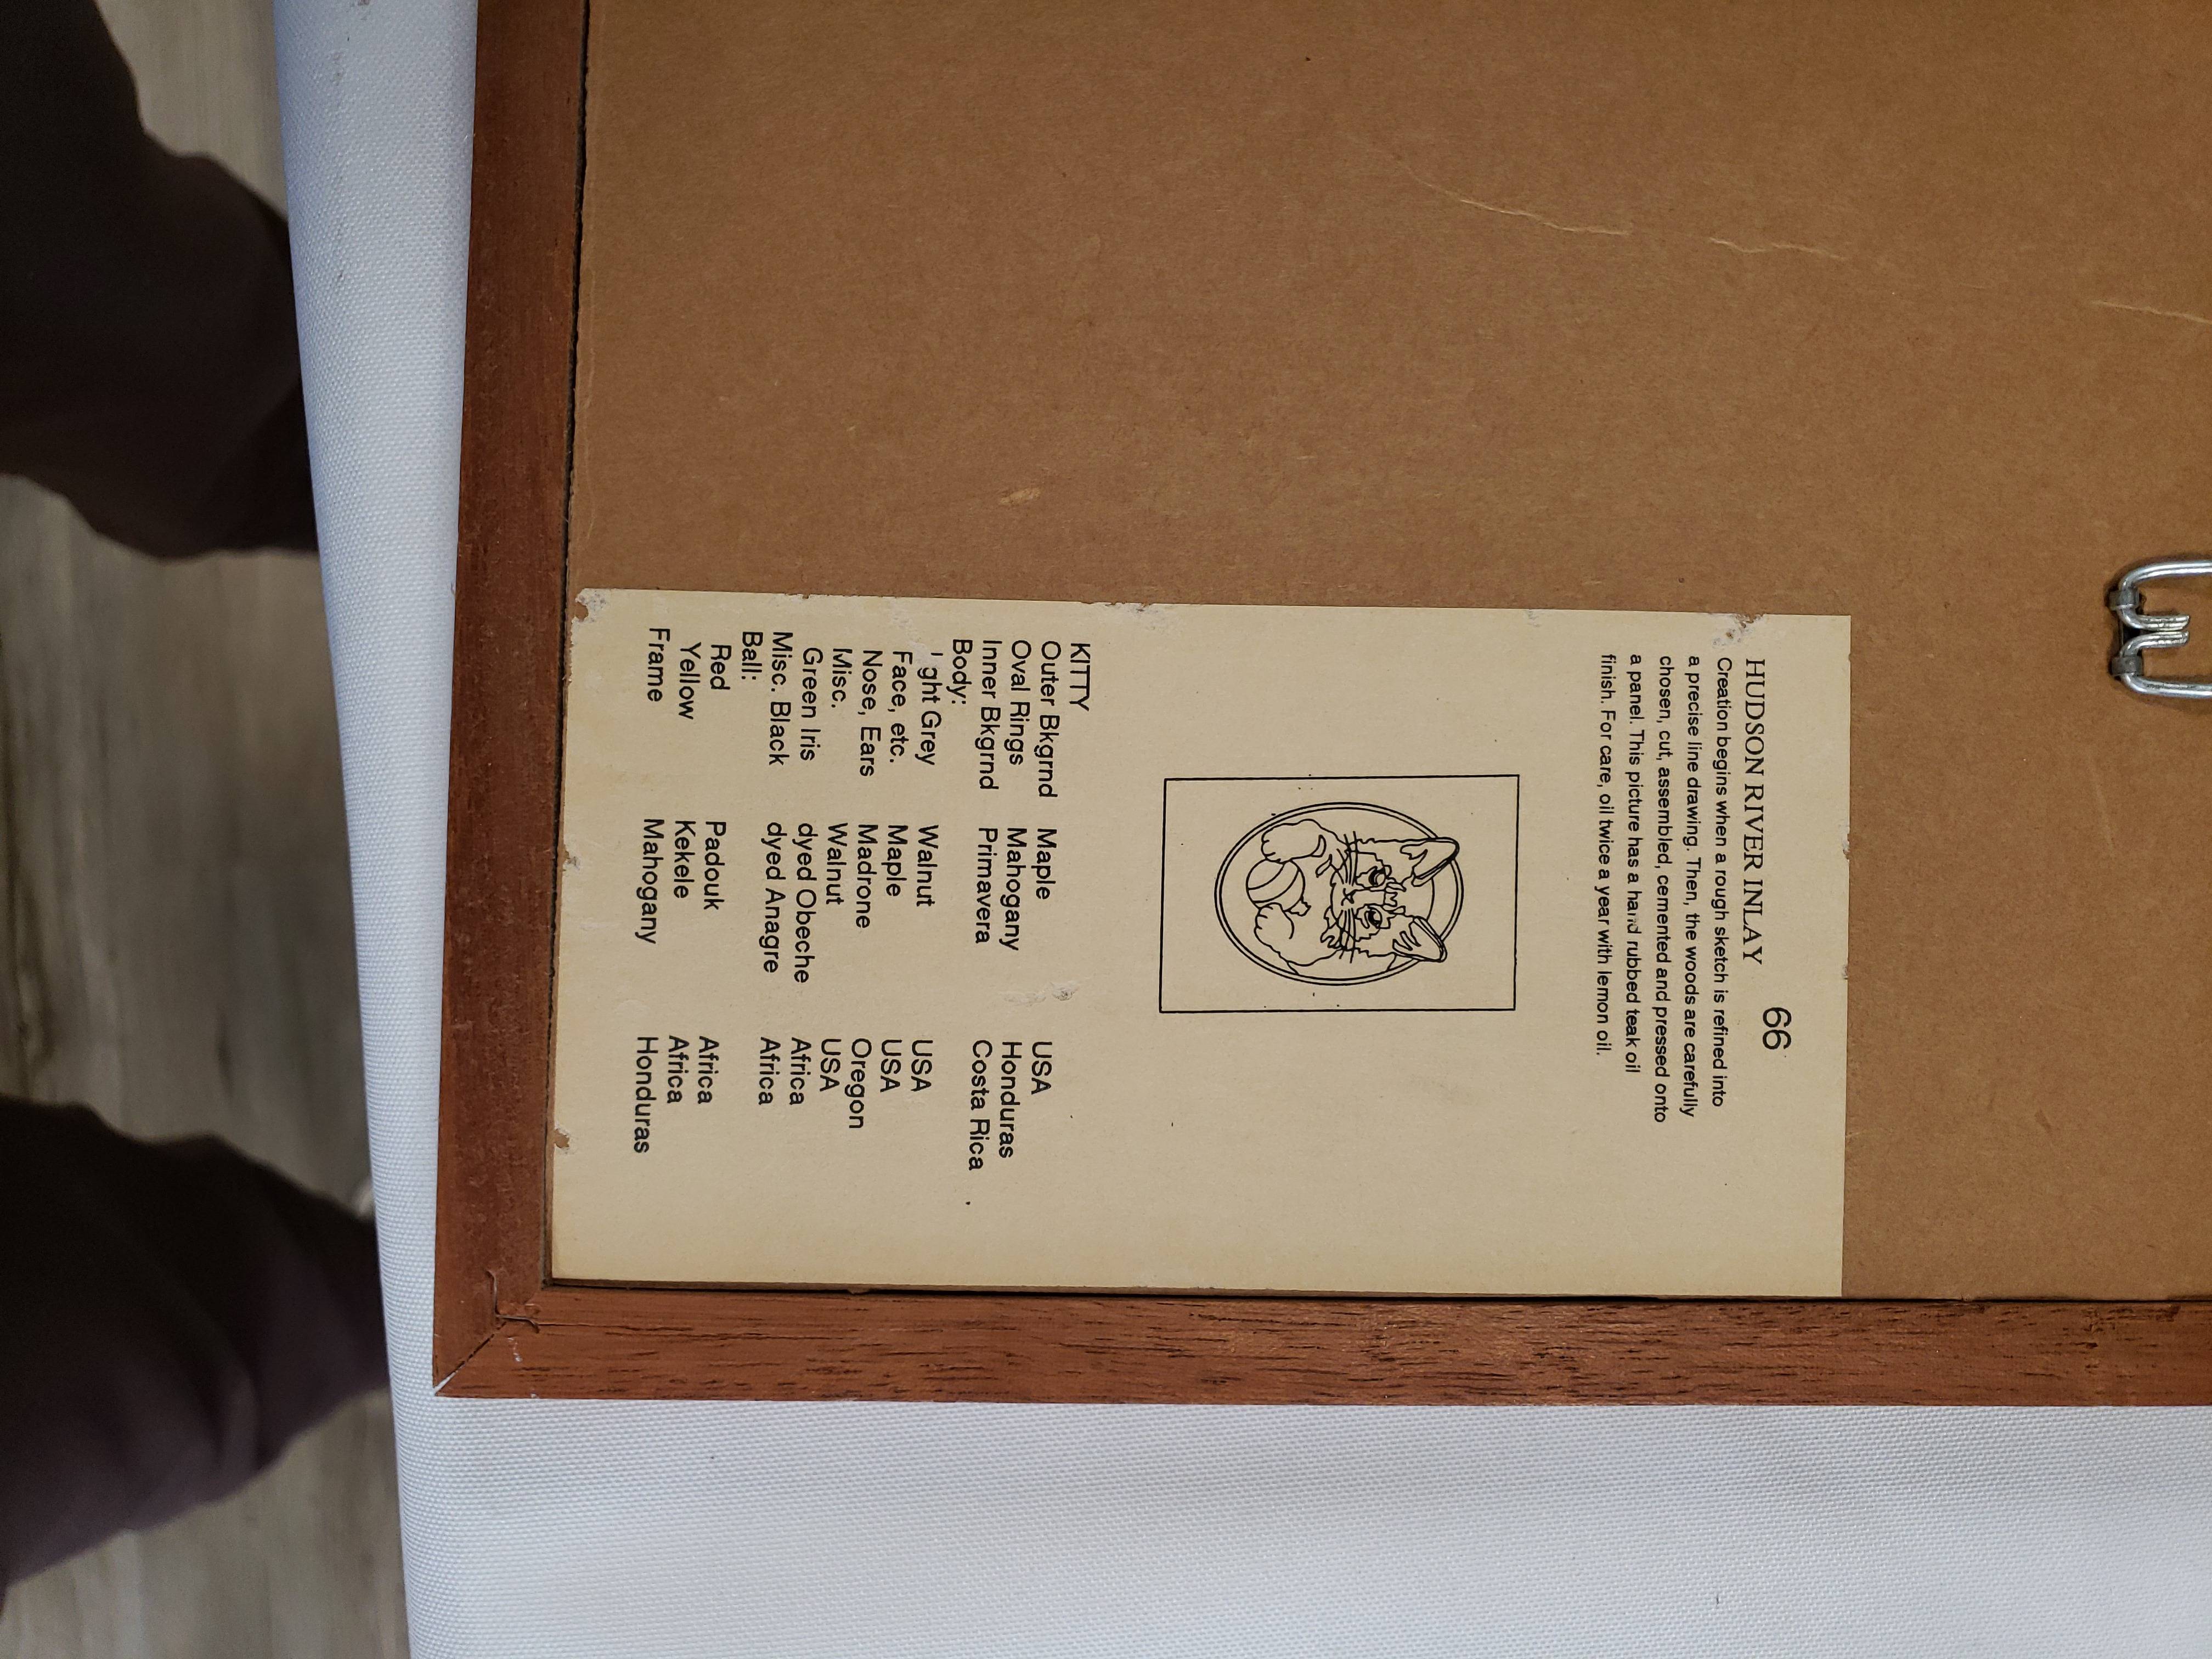 66
HUDSON RIVER INLAY
Creation begins when a rough sketch is refined into
a precise line drawing. Then, the woods are carefully
chosen, cut, assembled, cemented and pressed onto
a panel. This picture has a hand rubbed teak oil
finish. For care, oil twice a year with lemon oil.
KITTY
Outer Bkgrnd Maple USA
Oval Rings Mahogany Honduras
Inner Bkgrnd Primavera Costa Rica
Body:
Light Grey Walnut USA
Face, etc. Maple USA
Nose, Ears Madrone Oregon
Misc. Walnut USA
Green Iris dyed Obeche Africa
Misc. Black dyed Anagre Africa
Ball:
Red Padouk Africa
Yellow Kekele Africa
Frame Mahogany Honduras